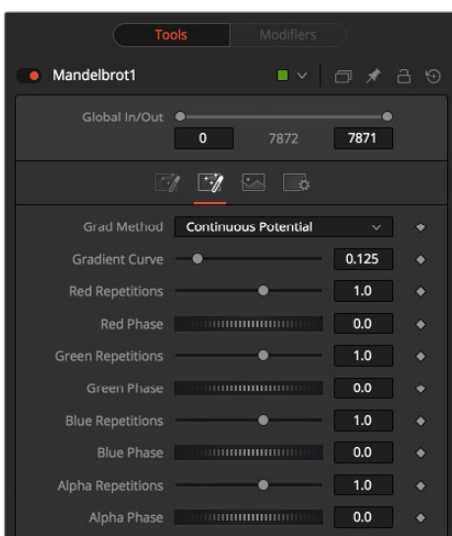 Tools Modifiers
Mandelbrot1
Global In/Out
0 7872 7871
Grad Method Continuous Potential
Gradient Curve 0.125
Red Repetitions 1.0
Red Phase 0.0
Green Repetitions 1.0
Green Phase 0.0
Blue Repetitions 1.0
Blue Phase 0.0
Alpha Repetitions 1.0
Alpha Phase 0.0